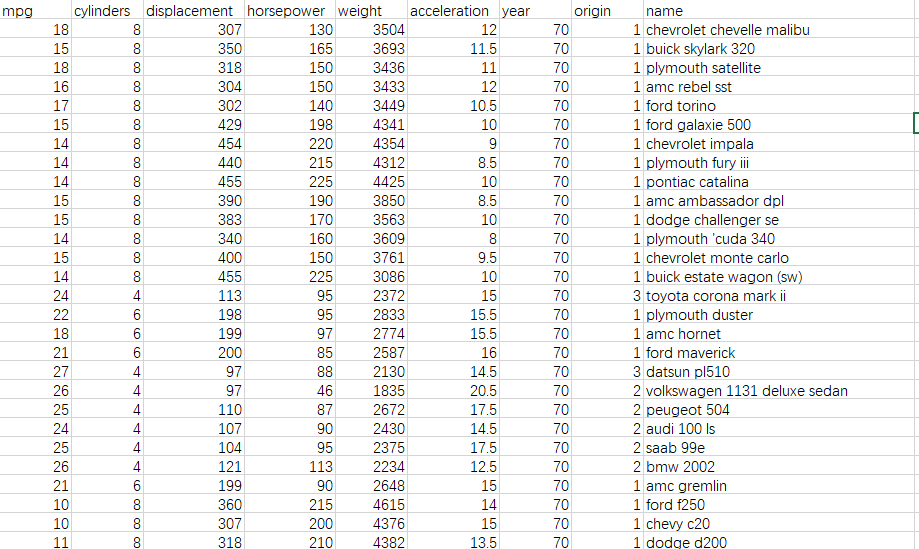 mpg cylinders displacement horsepower weight acceleration year origin name
18 8 307 130 3504 12 70 1 chevrolet chevelle malibu
15 8 350 165 3693 11.5 70 1 buick skylark 320
18 8 318 150 3436 11 70 1 plymouth satellite
16 8 304 150 3433 12 70 1 amc rebel sst
17 8 302 140 3449 10.5 70 1 ford torino
15 8 429 198 4341 10 70 1 ford galaxie 500
14 8 454 220 4354 9 70 1 chevrolet impala
14 8 440 215 4312 8.5 70 1 plymouth fury iii
14 8 455 225 4425 10 70 1 pontiac catalina
15 8 390 190 3850 8.5 70 1 amc ambassador dpl
15 8 383 170 3563 10 70 1 dodge challenger se
14 8 340 160 3609 8 70 1 plymouth 'cuda 340
15 8 400 150 3761 9.5 70 1 chevrolet monte carlo
14 8 455 225 3086 10 70 1 buick estate wagon (sw)
24 4 113 95 2372 15 70 3 toyota corona mark ii
22 6 198 95 2833 15.5 70 1 plymouth duster
18 6 199 97 2774 15.5 70 1 amc hornet
21 6 200 85 2587 16 70 1 ford maverick
27 4 97 88 2130 14.5 70 3 datsun pl510
26 4 97 46 1835 20.5 70 2 volkswagen 1131 deluxe sedan
25 4 110 87 2672 17.5 70 2 peugeot 504
24 4 107 90 2430 14.5 70 2 audi 100 ls
25 4 104 95 2375 17.5 70 2 saab 99e
26 4 121 113 2234 12.5 70 2 bmw 2002
21 6 199 90 2648 15 70 1 amc gremlin
10 8 360 215 4615 14 70 1 ford f250
10 8 307 200 4376 15 70 1 chevy c20
11 8 318 210 4382 13.5 70 1 dodge d200